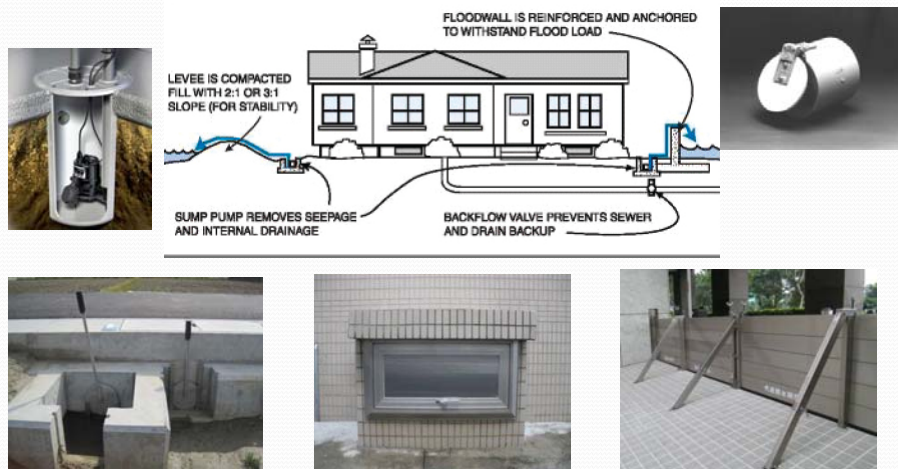 FLOODWALL IS REINFORCED AND ANCHORED
TO WITHSTAND FLOOD LOAD
LEVEE IS COMPACTED
FILL WITH 2:1 OR 3:1
SLOPE (FOR STABILITY)
SUMP PUMP REMOVES SEEPAGE
AND INTERNAL DRAINAGE
BACKFLOW VALVE PREVENTS SEWER
AND DRAIN BACKUP